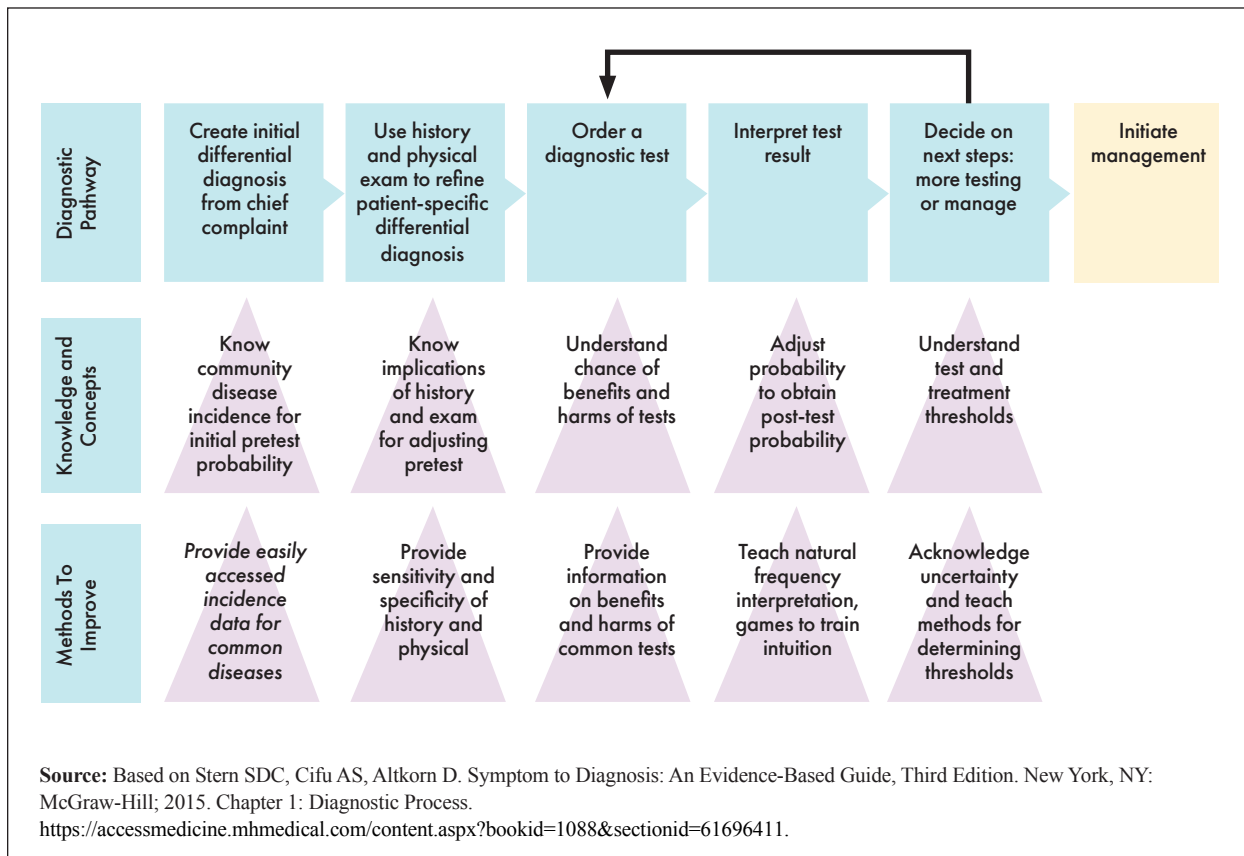 Diagnostic
Pathway
Create initial
differential
diagnosis
from chief
complaint
Use history
and physical
exam to refine
patient-specific
differential
diagnosis
Order a
diagnostic test
Interpret test
result
Decide on
next steps:
more testing
or manage
Initiate
management
Knowledge and
Concepts
Know
community
disease
incidence for
initial pretest
probability
Know
implications
of history
and exam
for adjusting
pretest
Understand
chance of
benefits and
harms of tests
Adjust
probability
to obtain
post-test
probability
Understand
test and
treatment
thresholds
Methods To
Improve
Provide easily
accessed
incidence
data for
common
diseases
Provide
sensitivity and
specificity of
history and
physical
Provide
information
on benefits
and harms of
common tests
Teach natural
frequency
interpretation,
games to train
intuition
Acknowledge
uncertainty
and teach
methods for
determining
thresholds
Source: Based on Stern SDC, Cifu AS, Altkorn D. Symptom to Diagnosis: An Evidence-Based Guide, Third Edition. New York, NY:
McGraw-Hill; 2015. Chapter 1: Diagnostic Process.
https://accessmedicine.mhmedical.com/content.aspx?bookid=1088&sectionid=61696411.